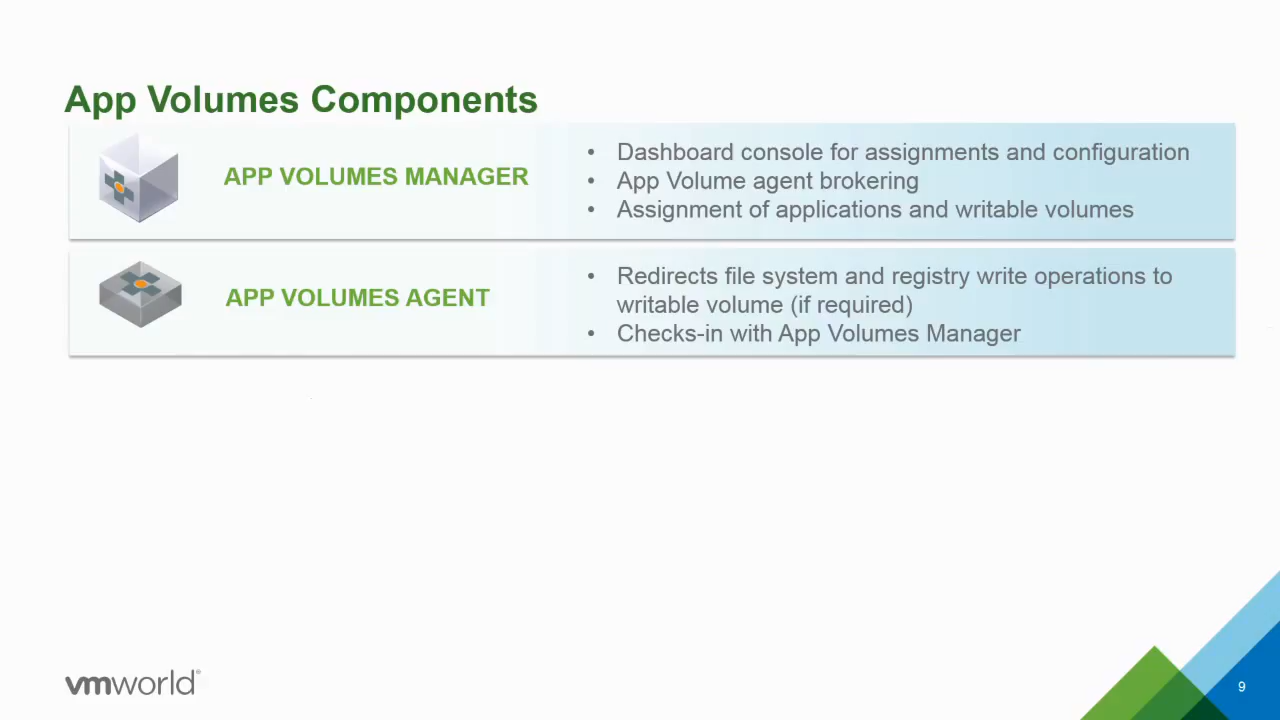 App Volumes Components
APP VOLUMES MANAGER
• Dashboard console for assignments and configuration
• App Volume agent brokering
• Assignment of applications and writable volumes
APP VOLUMES AGENT
• Redirects file system and registry write operations to
writable volume (if required)
• Checks-in with App Volumes Manager
vmworld®
9